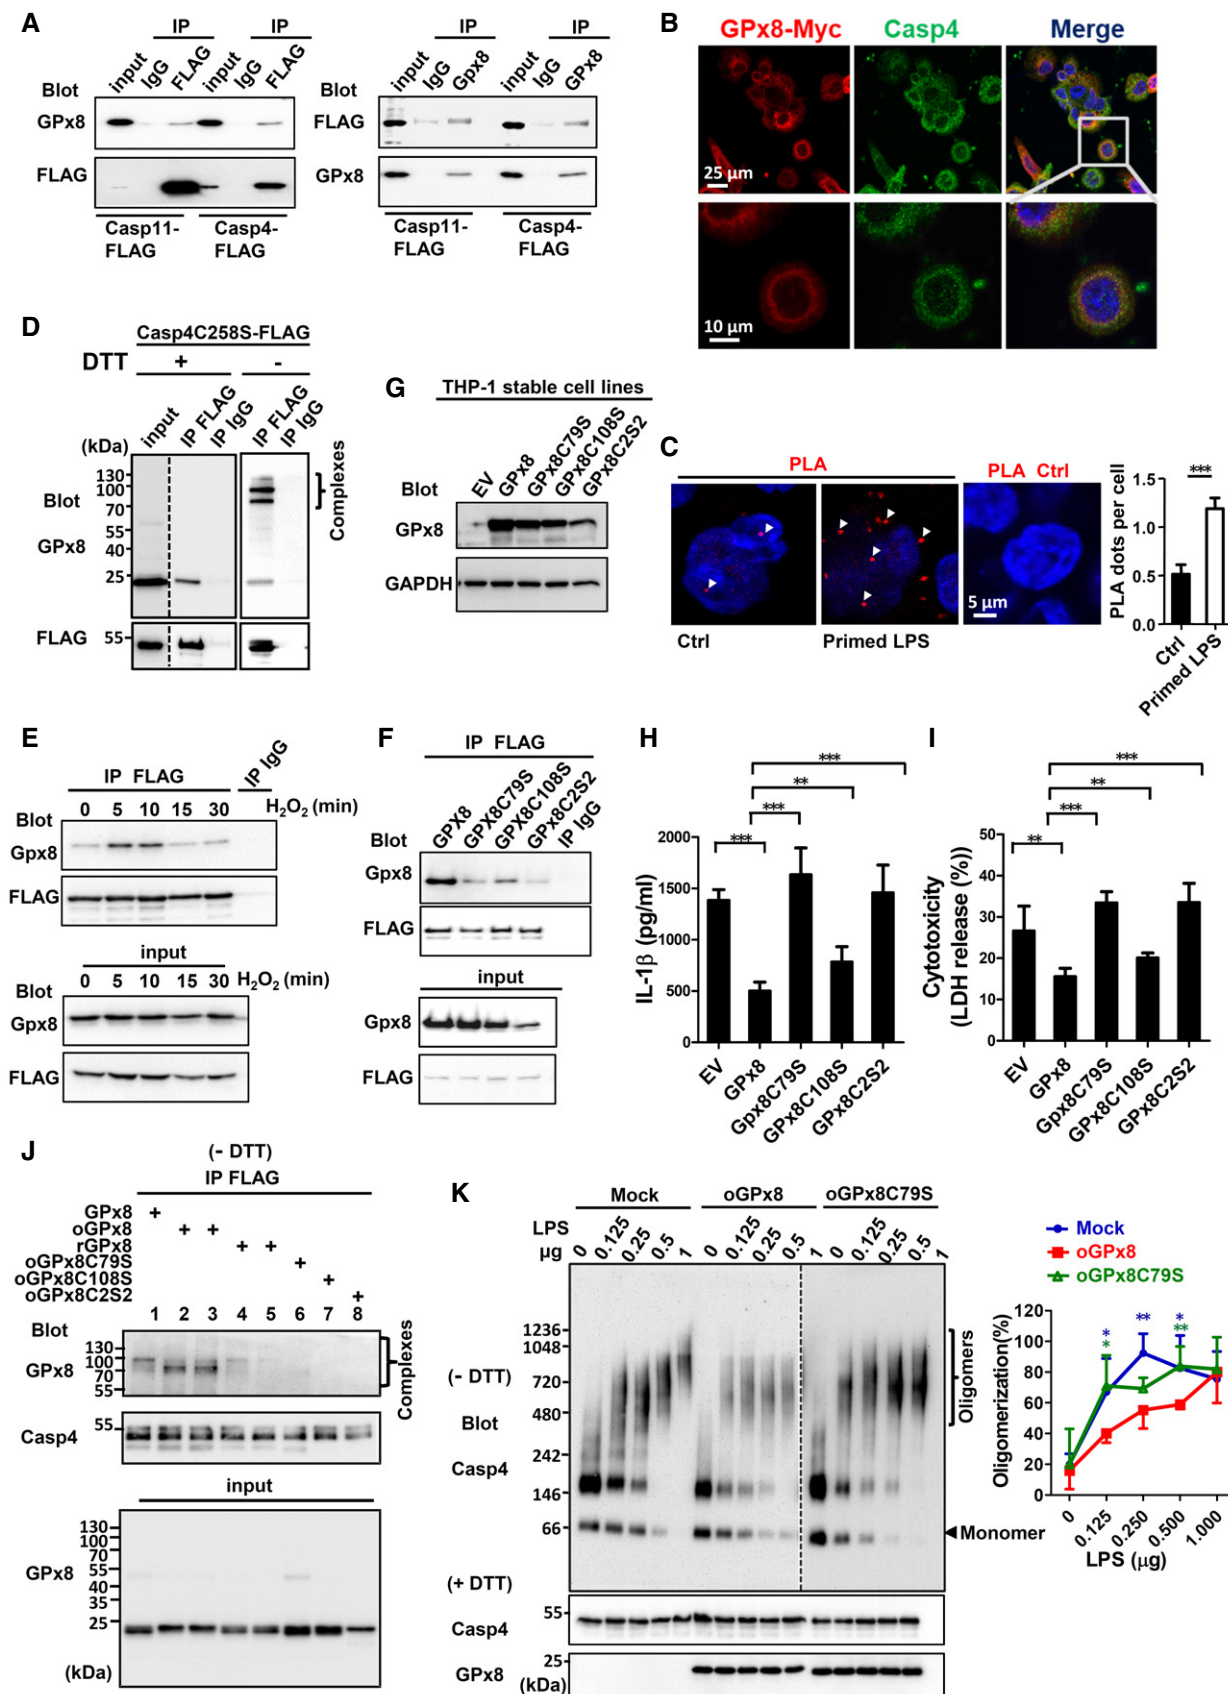 A
IP
IP
input
IgG
FLAG
input
IgG
FLAG
Blot
GPx8
FLAG
Casp11-
FLAG
Casp4-
FLAG
IP
IP
input
IgG
Gpx8
input
IgG
GPx8
Blot
FLAG
GPx8
Casp11-
FLAG
Casp4-
FLAG
B
GPx8-Myc
Casp4
Merge
25 µm
10 µm
D
Casp4C258S-FLAG
DTT
+
-
input
IP FLAG
IP IgG
IP FLAG
IP IgG
(kDa)
Blot
GPx8
130
100
70
55
40
25
Complexes
FLAG
55
G
THP-1 stable cell lines
EV
GPx8
GPx8C79S
GPx8C108S
GPx8C2S2
Blot
GPx8
GAPDH
C
PLA
PLA Ctrl
5 µm
Ctrl
Primed LPS
***
PLA dots per cell
1.5
1.0
0.5
0.0
Ctrl
Primed LPS
E
IP FLAG
IP IgG
0 5 10 15 30 H2O2 (min)
Blot
Gpx8
FLAG
input
0 5 10 15 30 H2O2 (min)
Blot
Gpx8
FLAG
F
IP FLAG
GPX8
GPX8C79S
GPX8C108S
GPx8C2S2
IP IgG
Blot
Gpx8
FLAG
input
Gpx8
FLAG
H
***
**
***
***
IL-1β (pg/ml)
2000
1500
1000
500
0
EV
GPx8
Gpx8C79S
GPX8C108S
GPx8C2S2
I
***
**
***
**
Cytotoxicity
(LDH release (%))
50
40
30
20
10
0
EV
GPx8
GPx8C79S
GPX8C108S
GPx8C2S2
J
(- DTT)
IP FLAG
GPx8 +
oGPx8 + +
rGPx8 + +
oGPx8C79S +
oGPx8C108S +
oGPx8C2S2 +
1 2 3 4 5 6 7 8
Blot
GPx8
130
100
70
55
Complexes
Casp4
55
input
GPx8
130
100
70
55
40
35
25
(kDa)
K
Mock
oGPx8
oGPx8C79S
LPS
µg
0 0.125 0.25 0.5 1
0 0.125 0.25 0.5 1
0 0.125 0.25 0.5 1
(- DTT)
Blot
Casp4
1236
1048
720
480
242
146
66
Oligomers
Monomer
(+ DTT)
Casp4
55
GPx8
25
(kDa)
Mock
oGPx8
oGPx8C79S
Oligomerization(%)
120
100
80
60
40
20
0
*
*
**
*
**
0
0.125
0.250
0.500
1.000
LPS (µg)